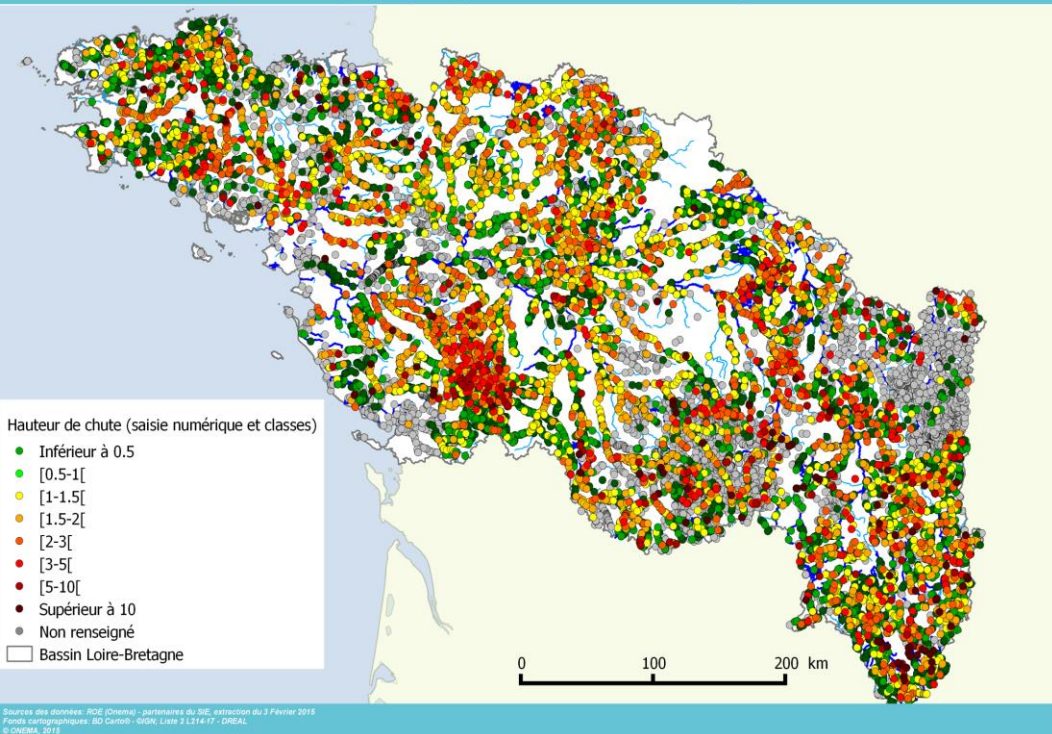 Hauteur de chute (saisie numérique et classes)
Inférieur à 0.5
[0.5-1[
[1-1.5[
[1.5-2[
[2-3[
[3-5[
[5-10[
Supérieur à 10
Non renseigné
Bassin Loire-Bretagne
0 100 200 km
Sources des données: ROE (Onema) - partenaires du SIE, extraction du 3 Février 2015
Fonds cartographiques: BD Carto® - ©IGN; Liste 3 L214-17 - DREAL
© ONEMA, 2015